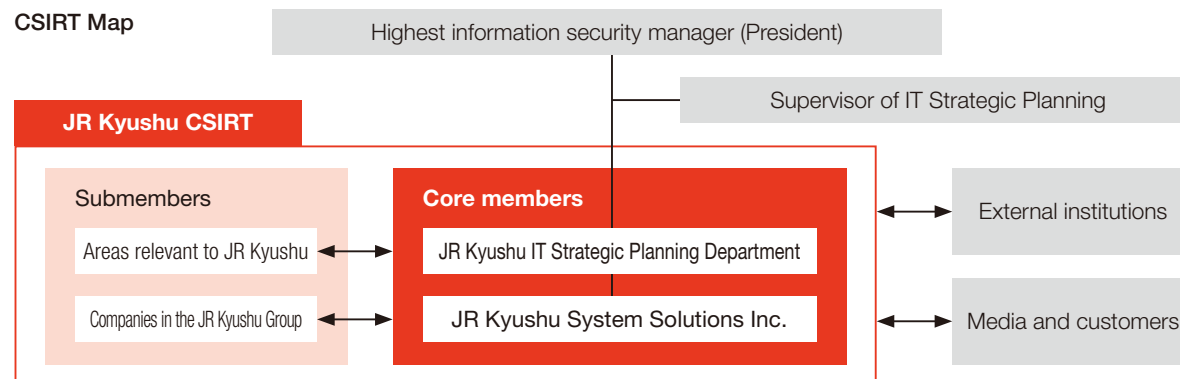 CSIRT Map
Highest information security manager (President)
Supervisor of IT Strategic Planning
JR Kyushu CSIRT
Submembers
Areas relevant to JR Kyushu
Companies in the JR Kyushu Group
Core members
JR Kyushu IT Strategic Planning Department
JR Kyushu System Solutions Inc.
External institutions
Media and customers